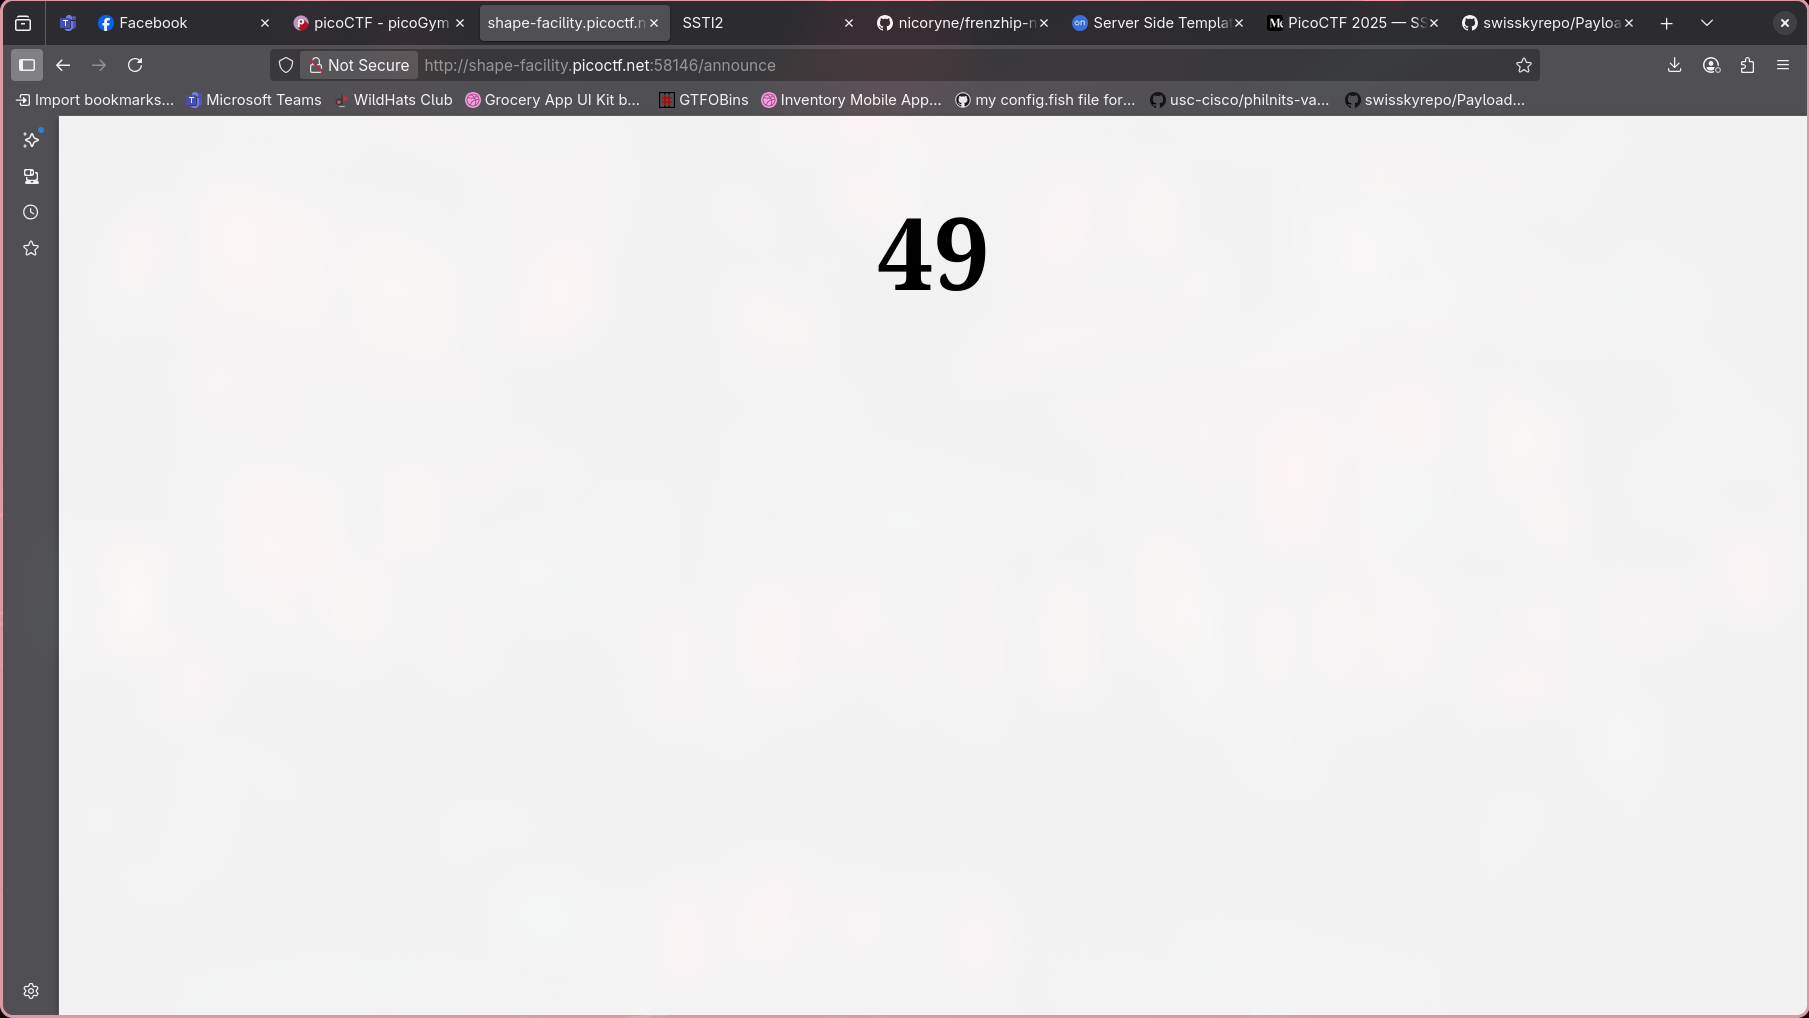 Facebook
picoCTF - picoGym
shape-facility.picoctf.n
SSTI2
nicoryne/frenzhip-n
Server Side Templa
PicoCTF 2025 — SS
swisskyrepo/Payloa
Not Secure
http://shape-facility.picoctf.net:58146/announce
Import bookmarks...
Microsoft Teams
WildHats Club
Grocery App UI Kit b...
GTFOBins
Inventory Mobile App...
my config.fish file for...
usc-cisco/philnits-va...
swisskyrepo/Payload...
49